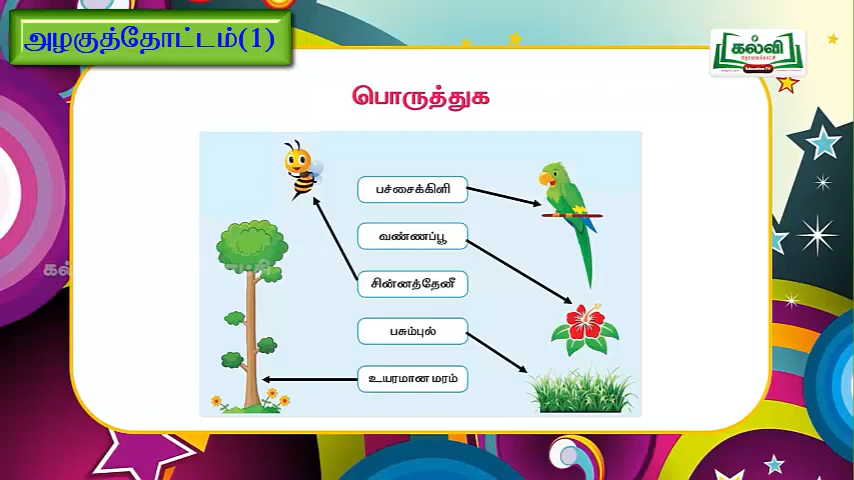 அழகுத்தோட்டம்(1)
கல்வி
பொருத்துக
பச்சைக்கிளி
வண்ணப்பூ
சின்னத்தேனீ
பசும்புல்
உயரமான மரம்